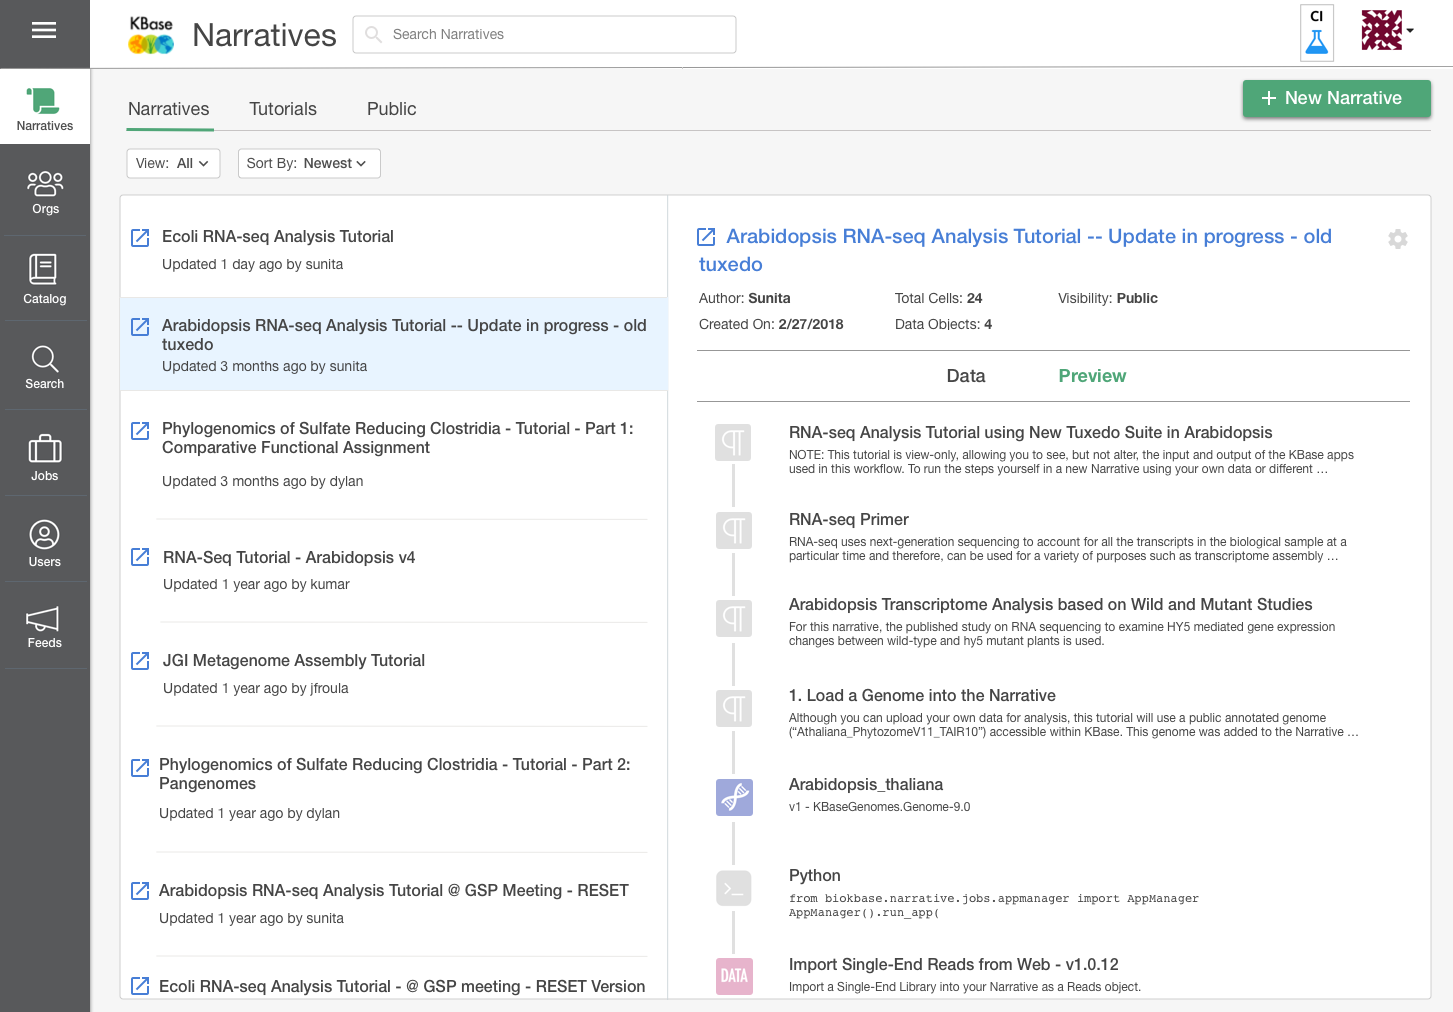 KBase
Narratives
Search Narratives
CI
Narratives
Orgs
Catalog
Search
Jobs
Users
Feeds
Narratives
Tutorials
Public
+ New Narrative
View: All
Sort By: Newest
Ecoli RNA-seq Analysis Tutorial
Updated 1 day ago by sunita
Arabidopsis RNA-seq Analysis Tutorial -- Update in progress - old
tuxedo
Updated 3 months ago by sunita
Phylogenomics of Sulfate Reducing Clostridia - Tutorial - Part 1:
Comparative Functional Assignment
Updated 3 months ago by dylan
RNA-Seq Tutorial - Arabidopsis v4
Updated 1 year ago by kumar
JGI Metagenome Assembly Tutorial
Updated 1 year ago by jfroula
Phylogenomics of Sulfate Reducing Clostridia - Tutorial - Part 2:
Pangenomes
Updated 1 year ago by dylan
Arabidopsis RNA-seq Analysis Tutorial @ GSP Meeting - RESET
Updated 1 year ago by sunita
Ecoli RNA-seq Analysis Tutorial - @ GSP meeting - RESET Version
Arabidopsis RNA-seq Analysis Tutorial -- Update in progress - old
tuxedo
Author: Sunita
Total Cells: 24
Visibility: Public
Created On: 2/27/2018
Data Objects: 4
Data
Preview
RNA-seq Analysis Tutorial using New Tuxedo Suite in Arabidopsis
NOTE: This tutorial is view-only, allowing you to see, but not alter, the input and output of the KBase apps
used in this workflow. To run the steps yourself in a new Narrative using your own data or different …
RNA-seq Primer
RNA-seq uses next-generation sequencing to account for all the transcripts in the biological sample at a
particular time and therefore, can be used for a variety of purposes such as transcriptome assembly …
Arabidopsis Transcriptome Analysis based on Wild and Mutant Studies
For this narrative, the published study on RNA sequencing to examine HY5 mediated gene expression
changes between wild-type and hy5 mutant plants is used.
1. Load a Genome into the Narrative
Although you can upload your own data for analysis, this tutorial will use a public annotated genome
(“Athaliana_PhytozomeV11_TAIR10”) accessible within KBase. This genome was added to the Narrative …
Arabidopsis_thaliana
v1 - KBaseGenomes.Genome-9.0
>_
Python
from biokbase.narrative.jobs.appmanager import AppManager
AppManager().run_app(
DATA
Import Single-End Reads from Web - v1.0.12
Import a Single-End Library into your Narrative as a Reads object.